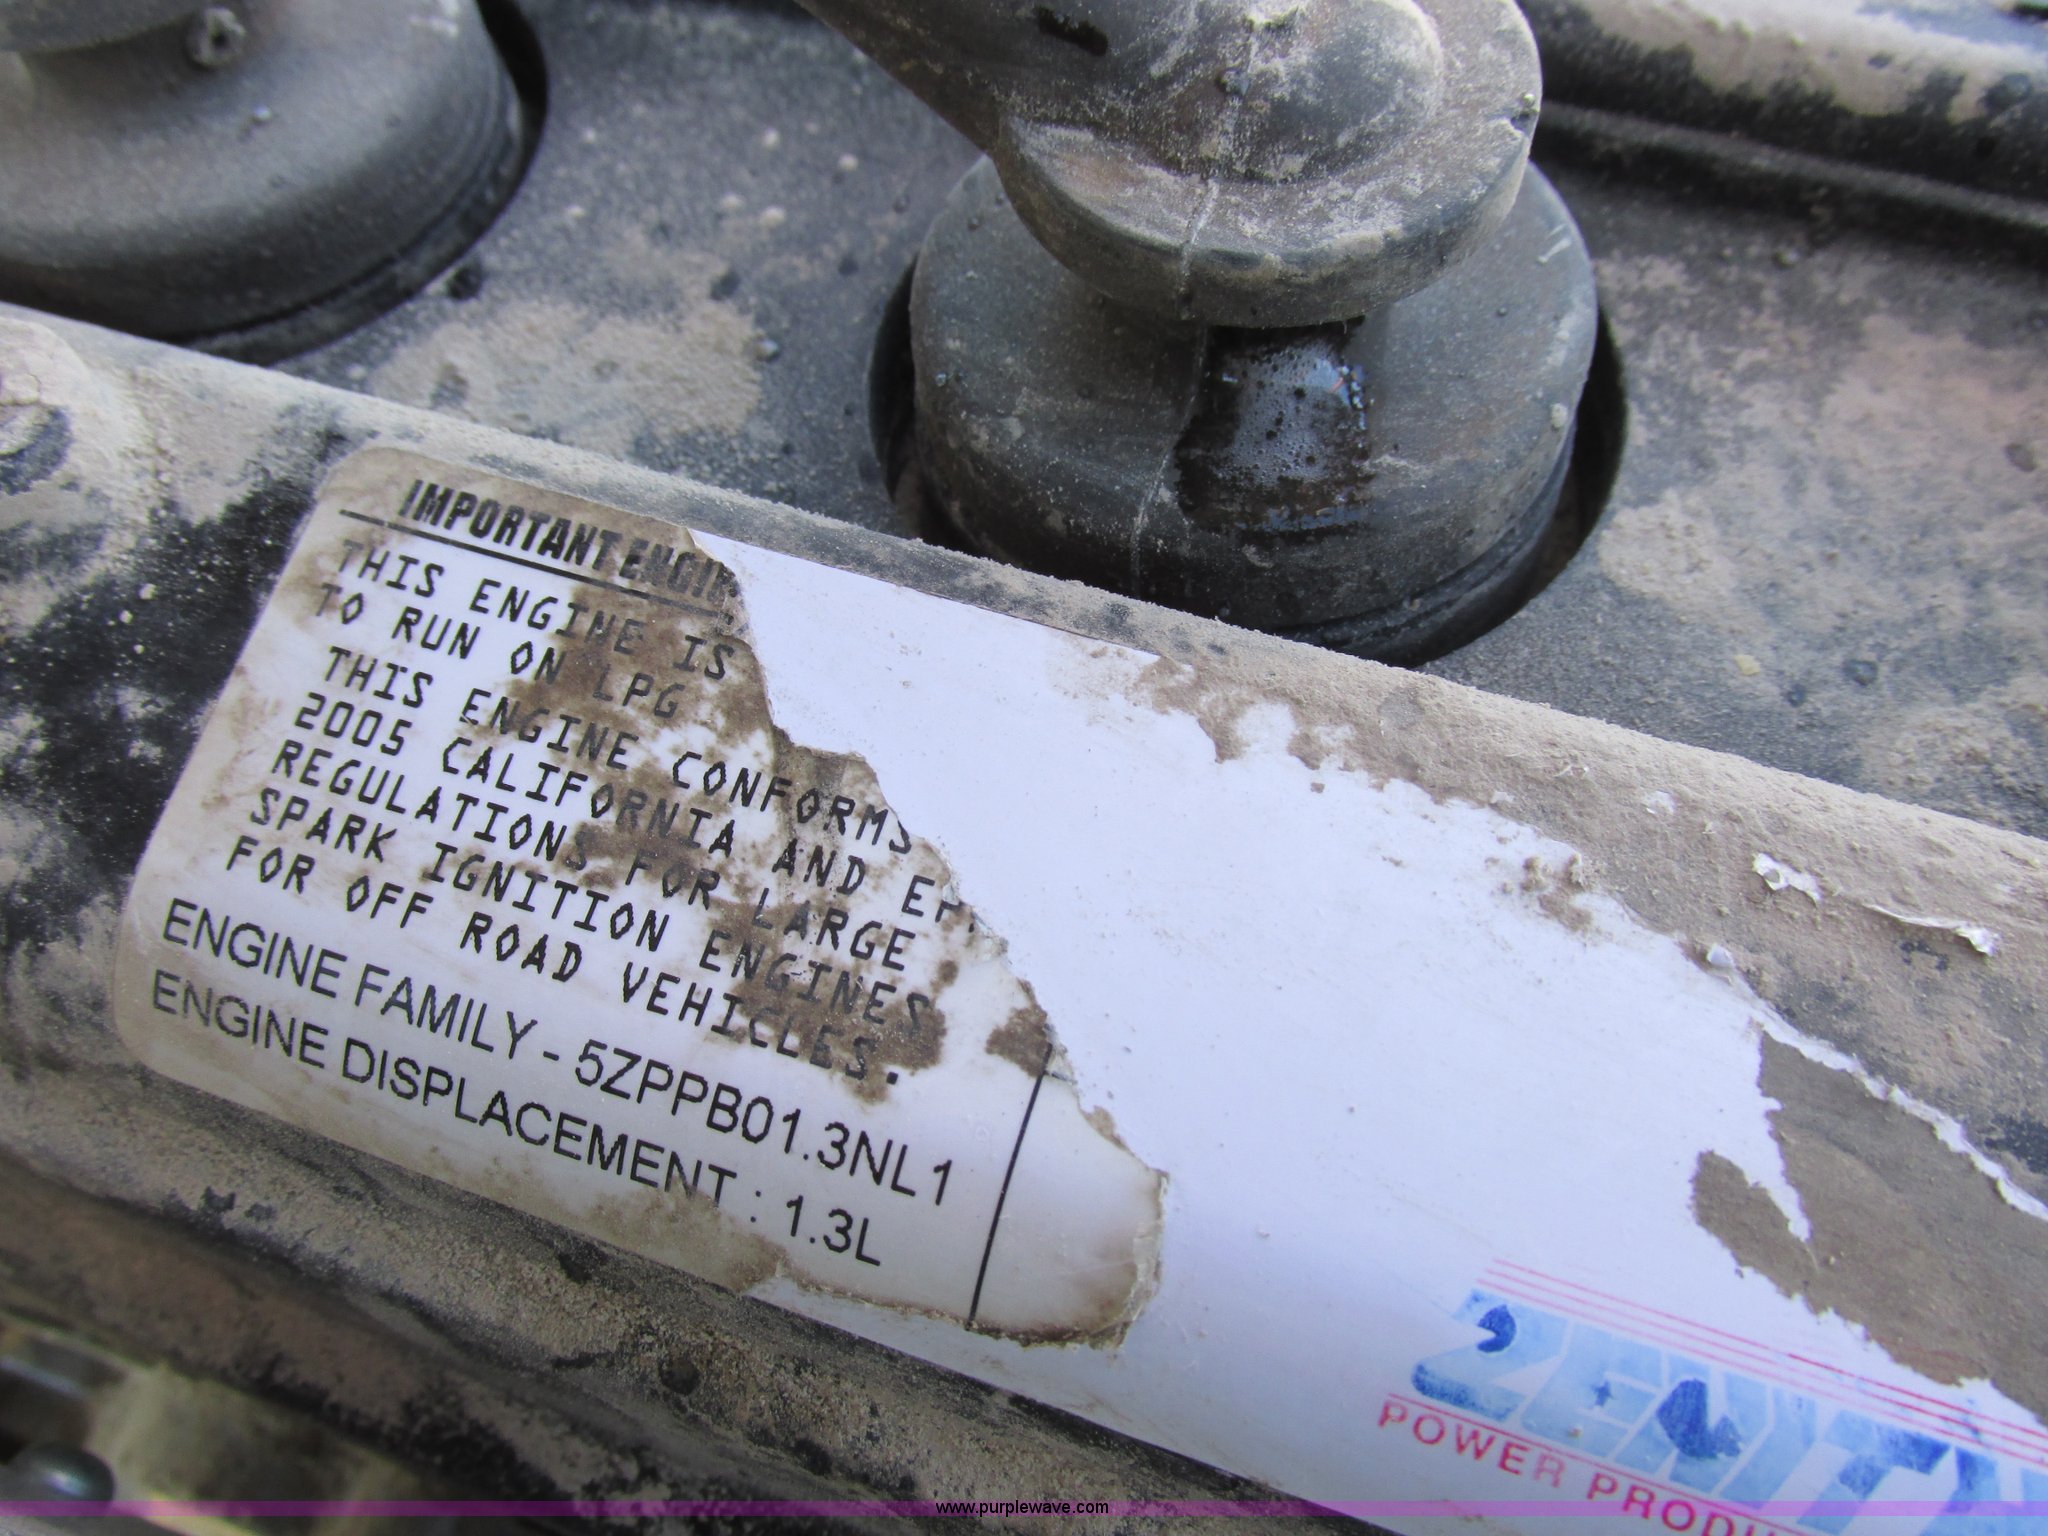 IMPORTANT
THIS ENGINE IS
TO RUN ON LPG
THIS ENGINE CONFORMS
2005 CALIFORNIA AND
REGULATIONS FOR LARGE
SPARK IGNITION ENGINES
FOR OFF ROAD VEHICLES.
ENGINE FAMILY - 5ZPPB01.3NL1
ENGINE DISPLACEMENT : 1.3L
ZENITH
POWER PRODU
www.purplewave.com